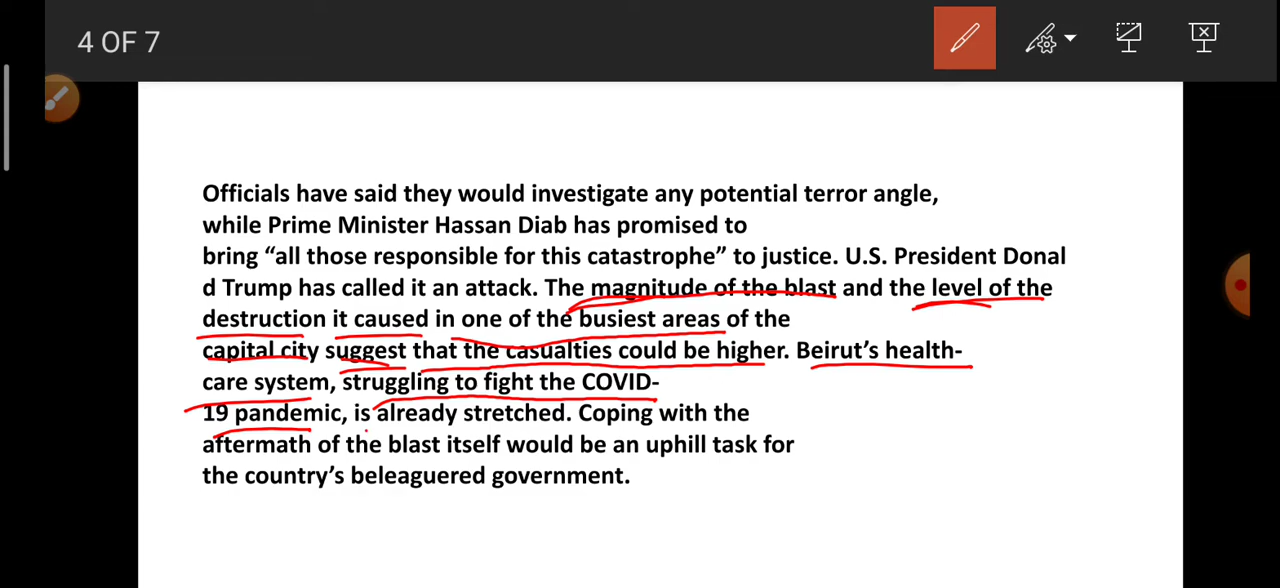 4 OF 7
Officials have said they would investigate any potential terror angle,
while Prime Minister Hassan Diab has promised to
bring “all those responsible for this catastrophe” to justice. U.S. President Donal
d Trump has called it an attack. The magnitude of the blast and the level of the
destruction it caused in one of the busiest areas of the
capital city suggest that the casualties could be higher. Beirut’s health-
care system, struggling to fight the COVID-
19 pandemic, is already stretched. Coping with the
aftermath of the blast itself would be an uphill task for
the country’s beleaguered government.